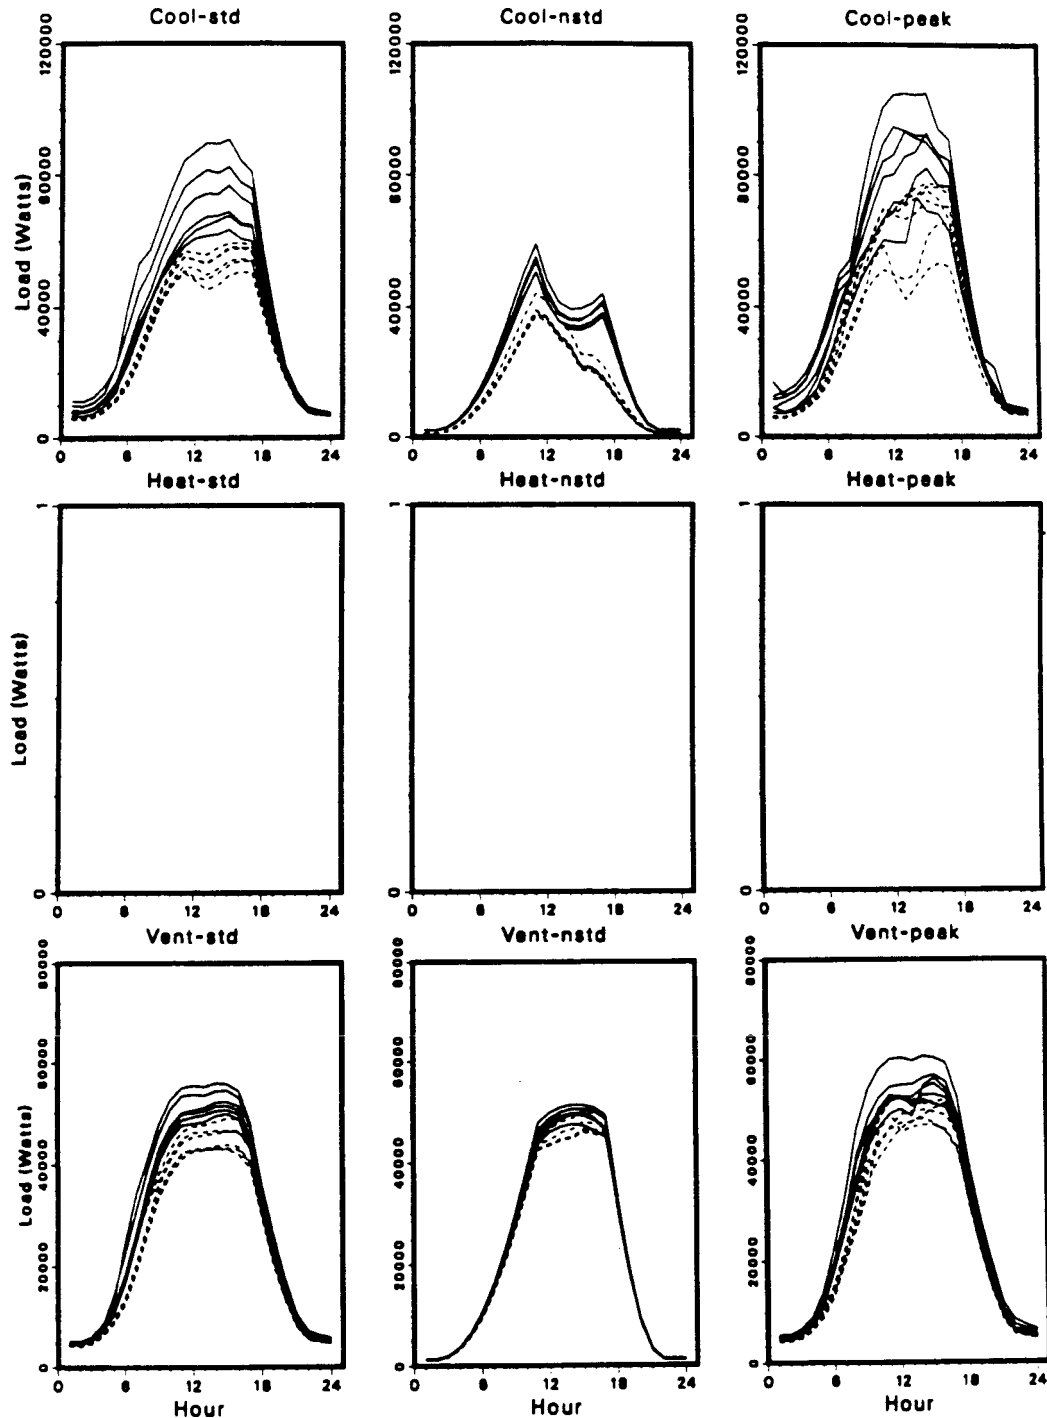 Cool-std Cool-nstd Cool-peak
Load (Watts)
120000 80000 40000 0
0 6 12 18 24
120000 80000 40000 0
0 6 12 18 24
120000 80000 40000 0
0 6 12 18 24
Heat-std Heat-nstd Heat-peak
Load (Watts)
1 0
0 6 12 18 24
1 0
0 6 12 18 24
1 0
0 6 12 18 24
Vent-std Vent-nstd Vent-peak
Load (Watts)
80000 60000 40000 20000 0
0 6 12 18 24
80000 60000 40000 20000 0
0 6 12 18 24
80000 60000 40000 20000 0
0 6 12 18 24
Hour Hour Hour